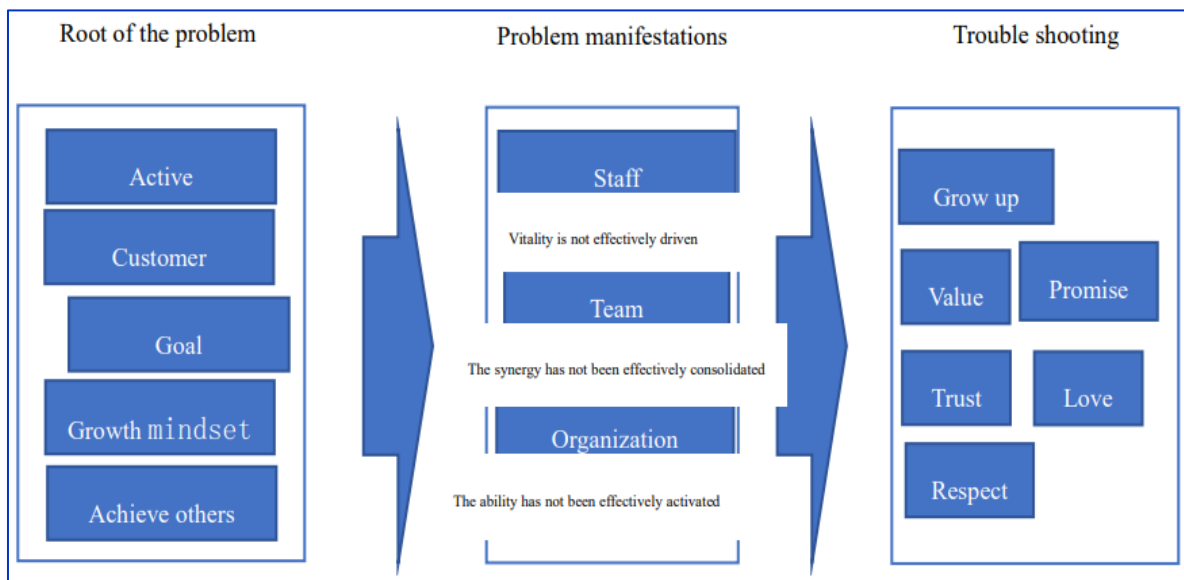 Root of the problem
Problem manifestations
Trouble shooting
Active
Customer
Goal
Growth mindset
Achieve others
Staff
Vitality is not effectively driven
Team
The synergy has not been effectively consolidated
Organization
The ability has not been effectively activated
Grow up
Value
Promise
Trust
Love
Respect